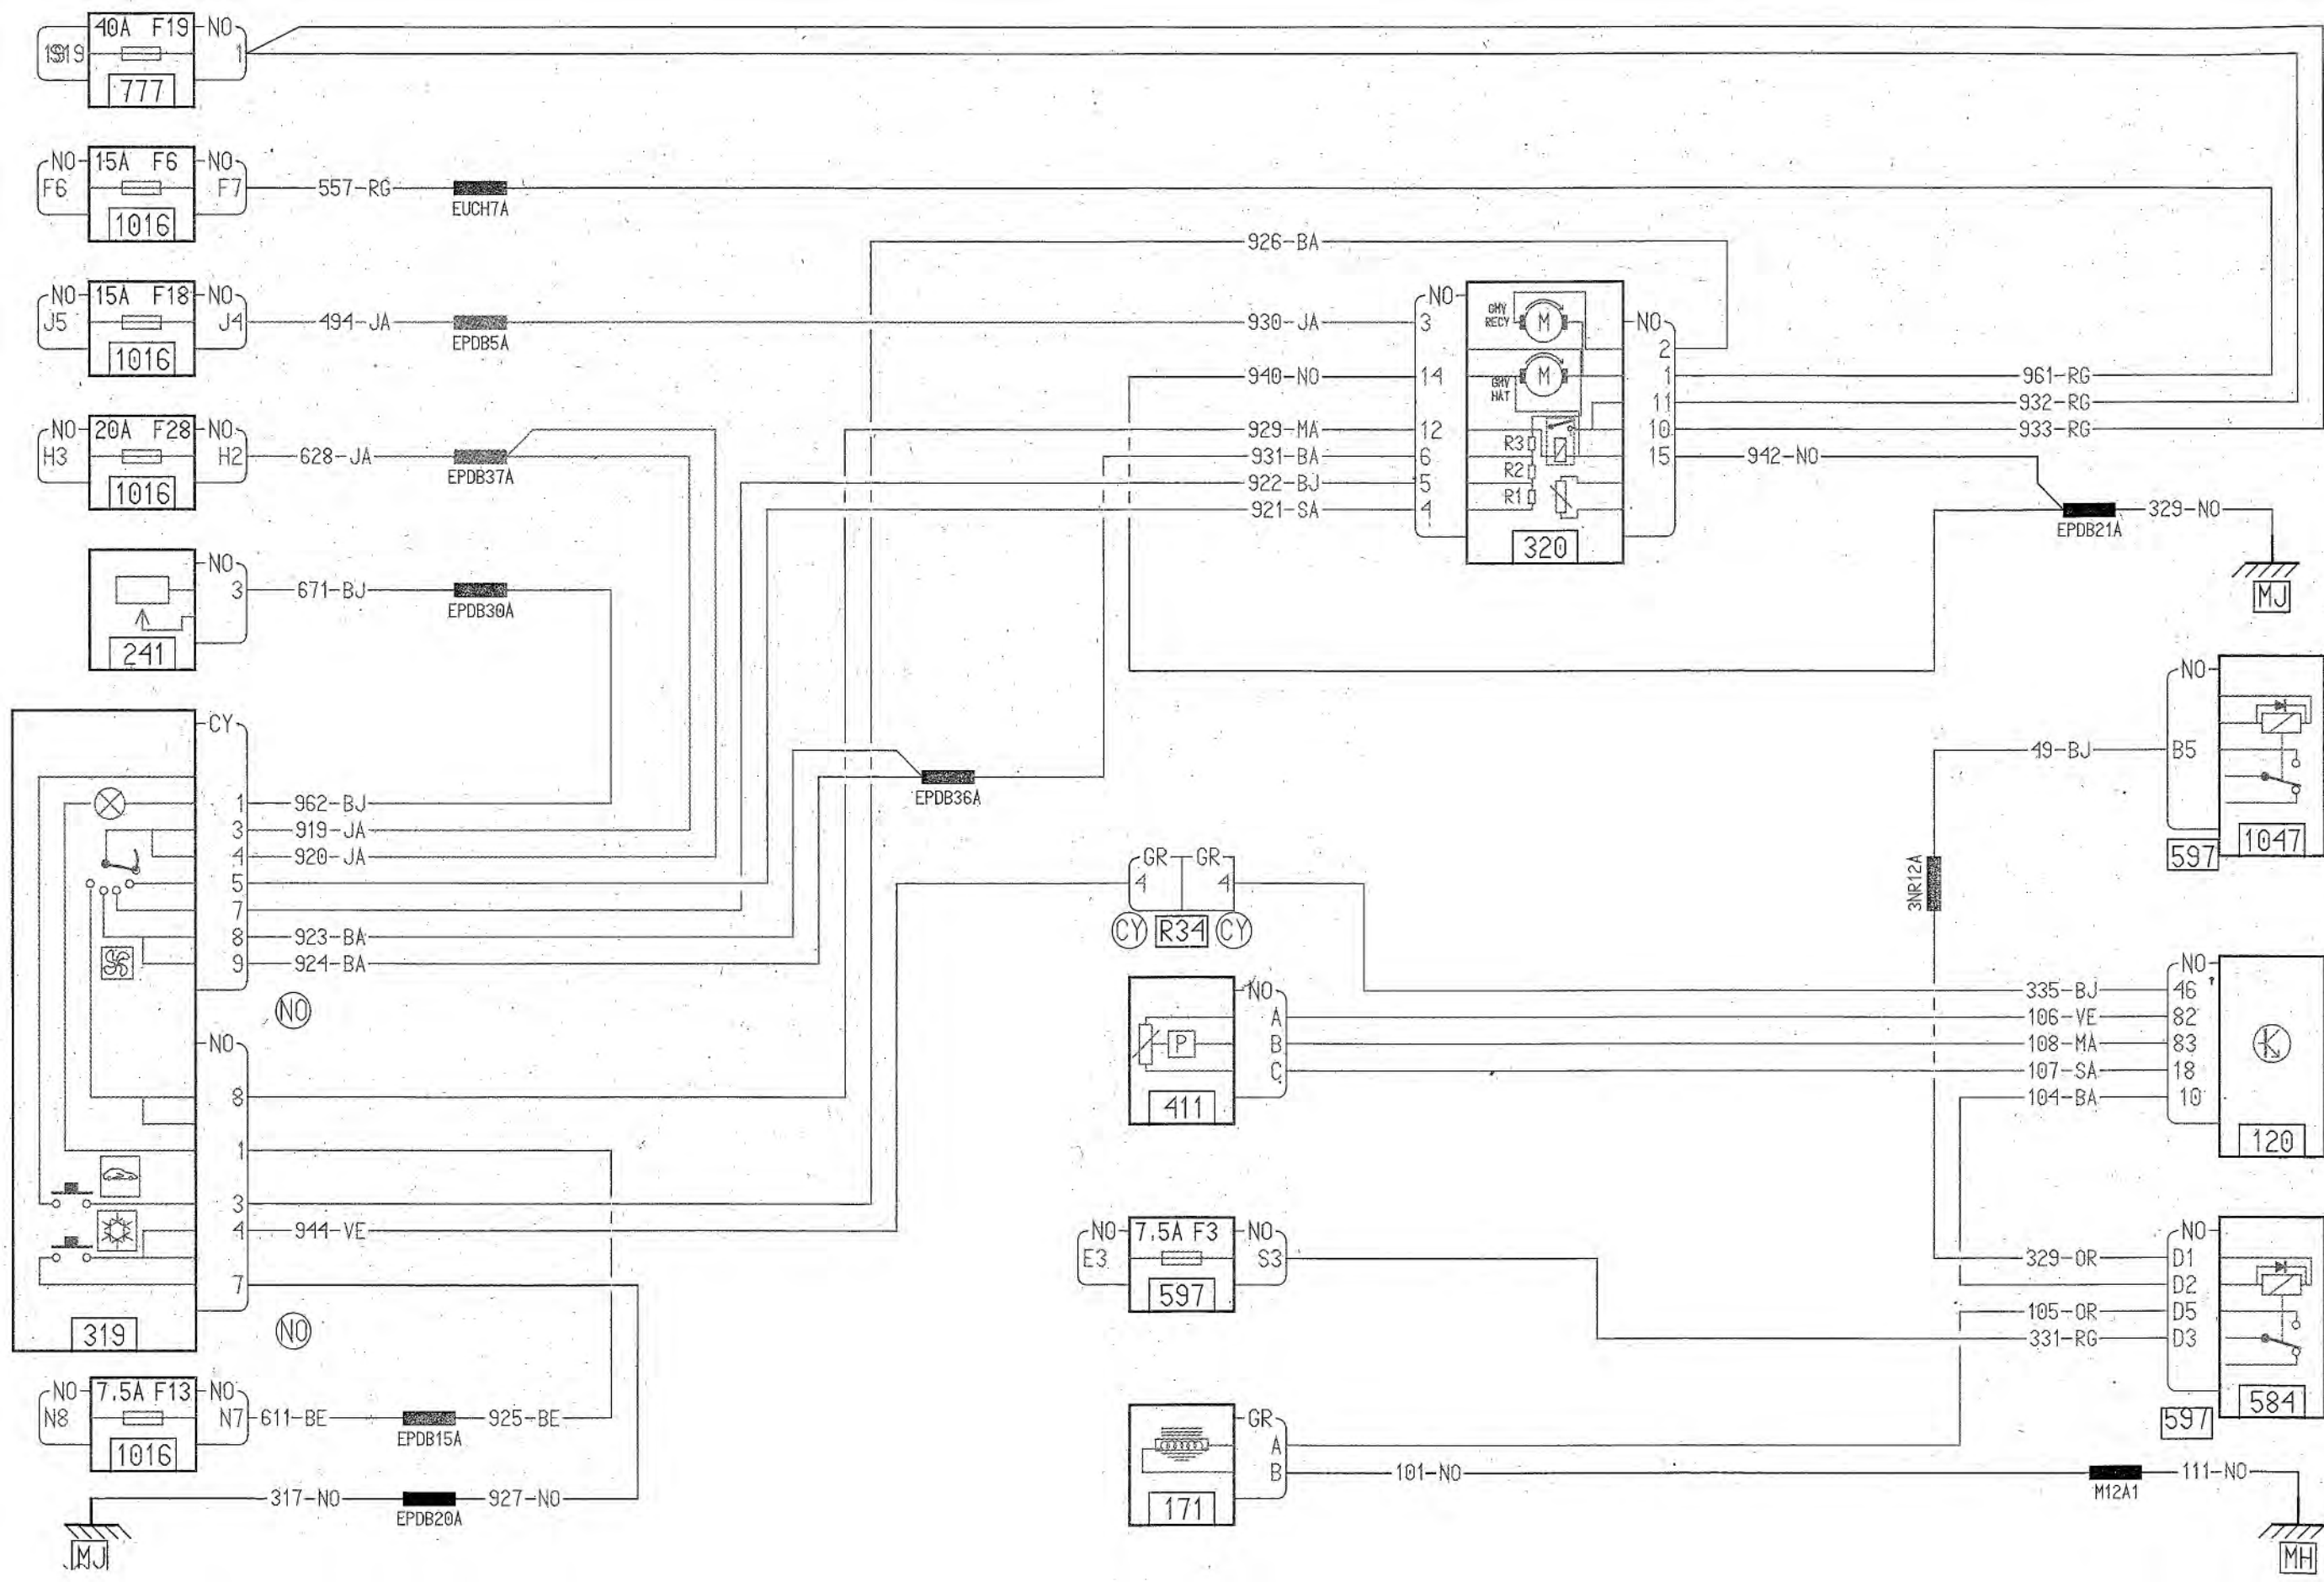 40A F19 NO
1919 1
777
NO 15A F6 NO
F6 F7 557-RG
EUCH7A
1016
926-BA
NO 15A F18 NO
J5 J4 494-JA
EPDB5A
1016
NO
930-JA 3
940-NO 14
929-MA 12
931-BA 6
922-BJ 5
921-SA 4
GMV
RECY
M
GMV
HAT
M
R3
R2
R1
320
NO
2
1 961-RG
11 932-RG
10 933-RG
15 942-NO
329-NO
EPDB21A
MJ
NO 20A F28 NO
H3 H2 628-JA
EPDB37A
1016
NO
3 671-BJ
EPDB30A
241
CY
1 962-BJ
3 919-JA
4 920-JA
5
7
8 923-BA
9 924-BA
NO
EPDB36A
NO
8
1
3
4 944-VE
7
319
NO
NO 7.5A F13 NO
N8 N7 611-BE 925-BE
EPDB15A
1016
317-NO 927-NO
EPDB20A
MJ
GR GR
4 4
CY R34 CY
NO
A
B
P
C
411
NO 7.5A F3 NO
E3 S3
597
GR
A
B 101-NO
171
NO
49-BJ B5
1047
597
3NR12A
NO
335-BJ 46
106-VE 82
108-MA 83
107-SA 18
104-BA 10
120
NO
329-OR D1
D2
105-OR D5
331-RG D3
584
597
111-NO
M12A1
MH